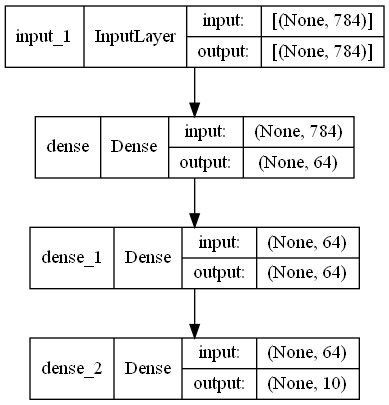 input_1 InputLayer input: [(None, 784)]
output: [(None, 784)]
dense Dense input: (None, 784)
output: (None, 64)
dense_1 Dense input: (None, 64)
output: (None, 64)
dense_2 Dense input: (None, 64)
output: (None, 10)